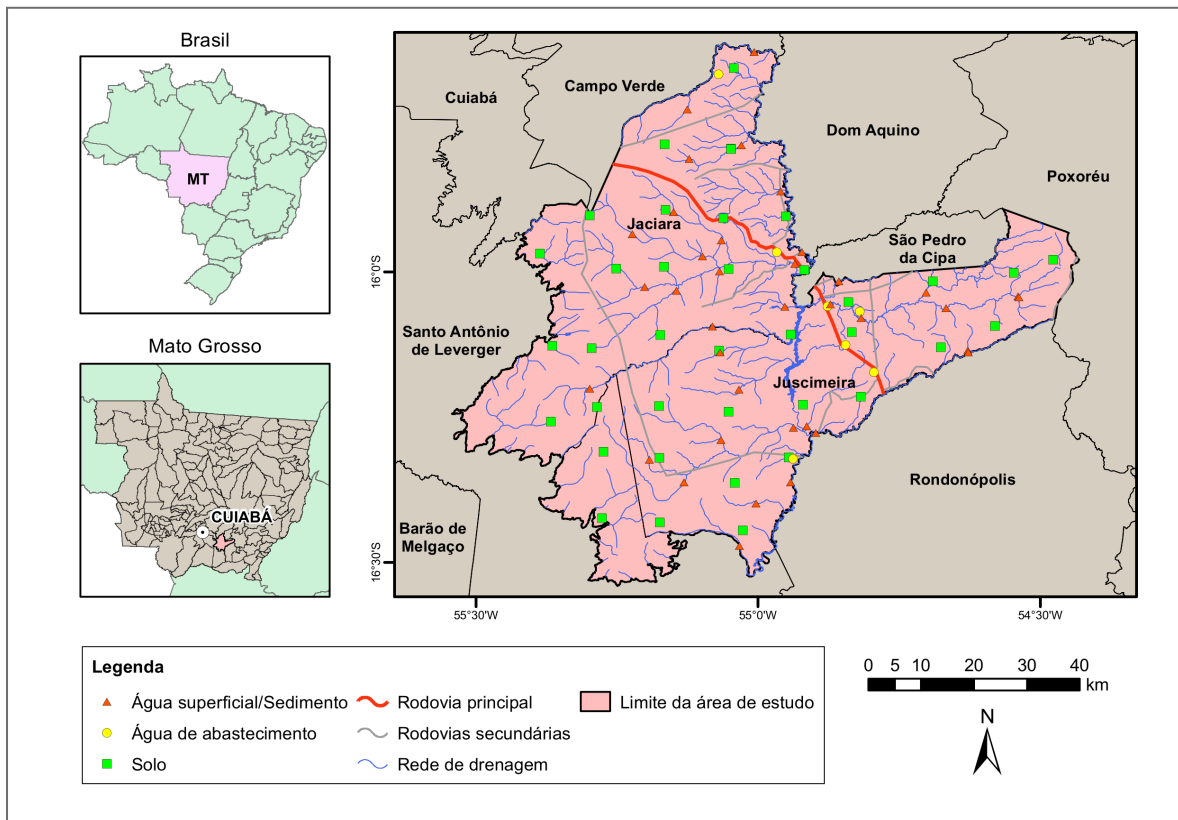 Brasil
MT
Mato Grosso
CUIABÁ
Cuiabá
Campo Verde
Dom Aquino
Poxoréu
Jaciara
São Pedro
da Cipa
Santo Antônio
de Leverger
Juscimeira
Rondonópolis
Barão de
Melgaço
16°0'S
16°30'S
55°30'W
55°0'W
54°30'W
Legenda
Água superficial/Sedimento
Rodovia principal
Limite da área de estudo
Água de abastecimento
Rodovias secundárias
Solo
Rede de drenagem
0 5 10 20 30 40
km
N